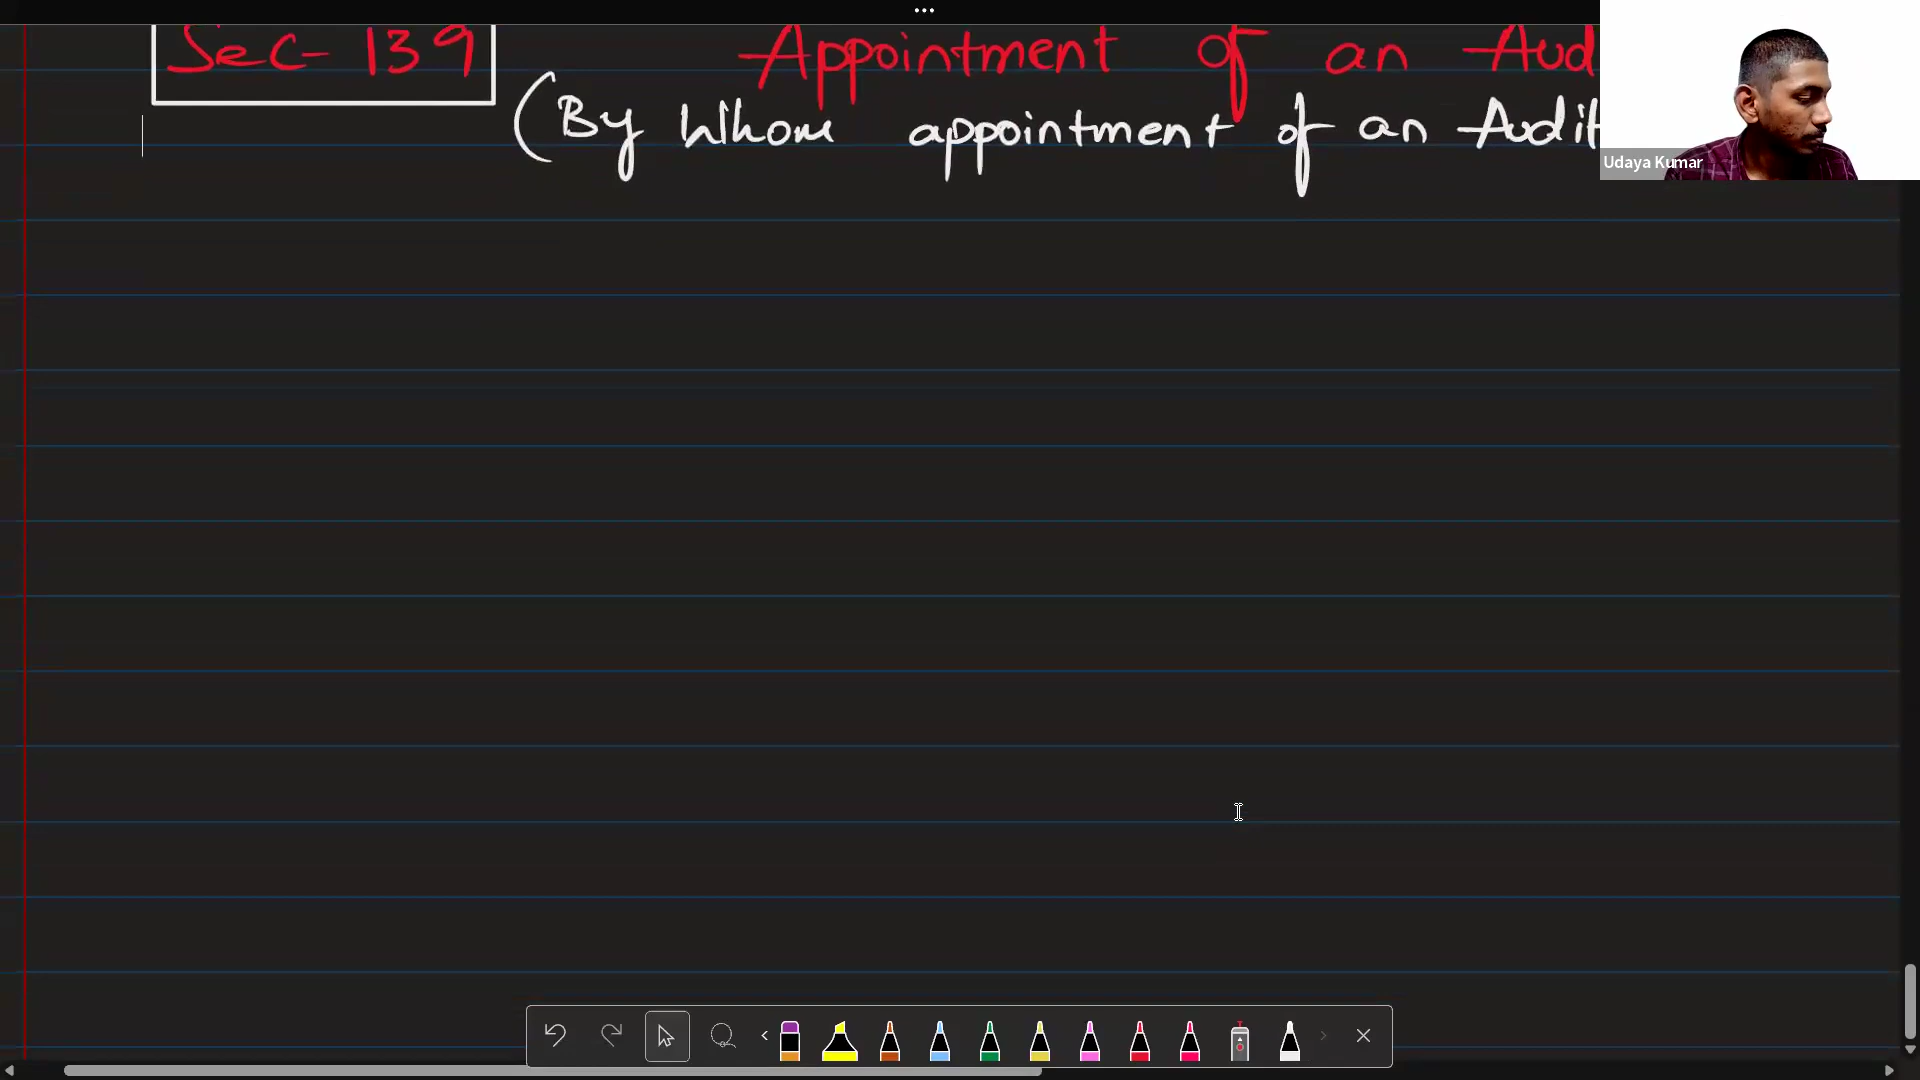 Sec- 139 Appointment of an Aud
(By Whom appointment of an Audit
Udaya Kumar